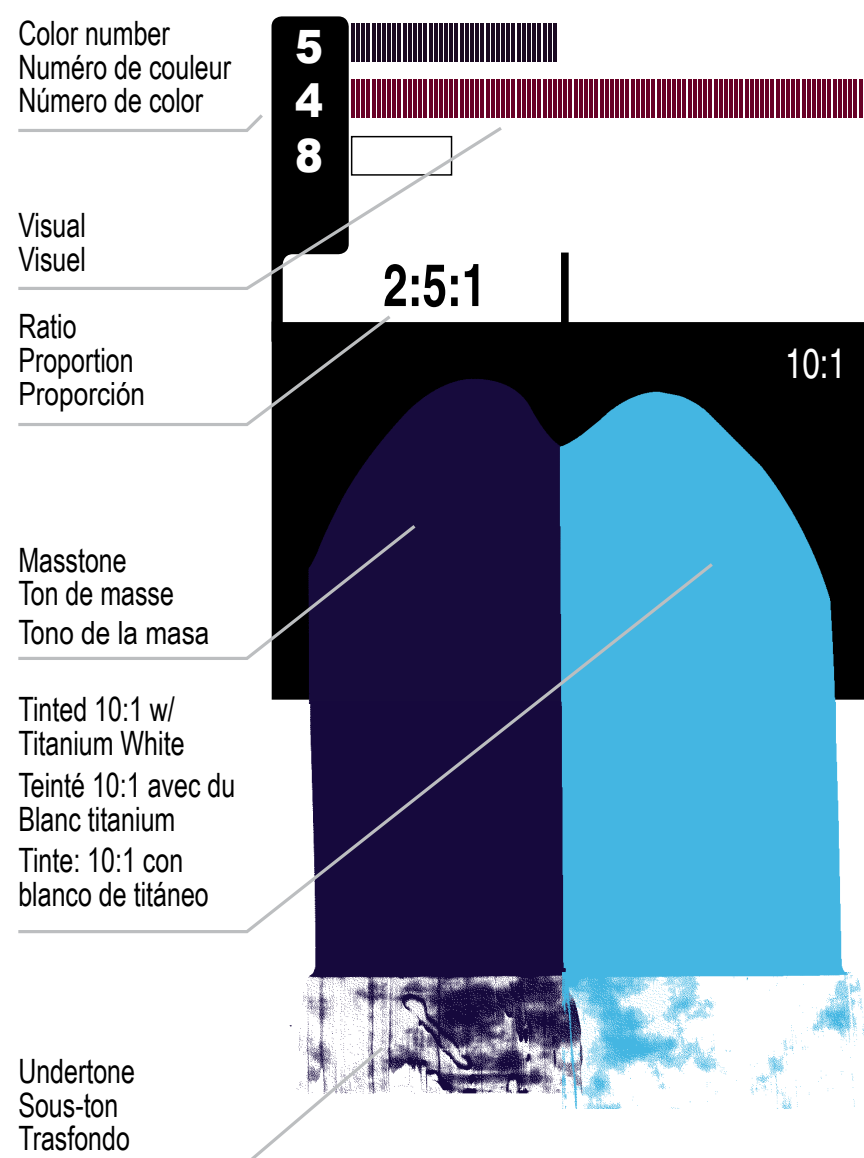 Color number
Numéro de couleur
Número de color
5
4
8
Visual
Visuel
2:5:1
Ratio
Proportion
Proporción
10:1
Masstone
Ton de masse
Tono de la masa
Tinted 10:1 w/
Titanium White
Teinté 10:1 avec du
Blanc titanium
Tinte: 10:1 con
blanco de titáneo
Undertone
Sous-ton
Trasfondo